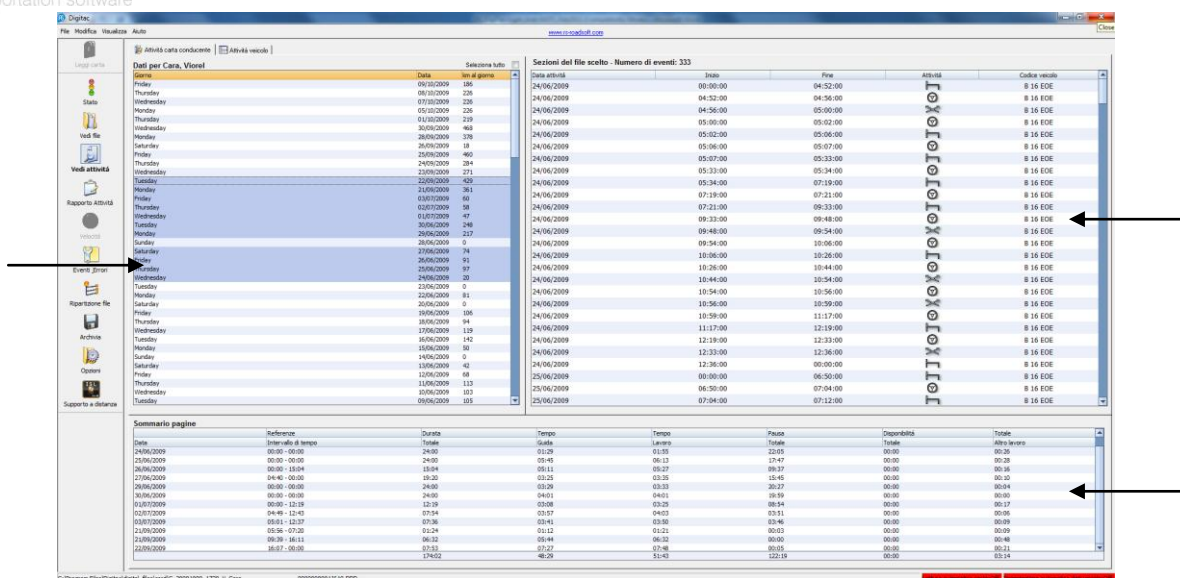 portation software
Digitac
Close
File Modifica Visualizza Aiuto
www.rc-roadsoft.com
Leggi carta
Stato
Vedi file
Vedi attività
Rapporto Attività
Velocità
Eventi Errori
Ripartizione file
Archivia
Opzioni
Supporto a distanza
Attività carta conducente Attività veicolo
Dati per Cara, Viorel Seleziona tutto
Giorno Data km al giorno
Friday 09/10/2009 186
Thursday 08/10/2009 226
Wednesday 07/10/2009 226
Monday 05/10/2009 226
Thursday 01/10/2009 219
Wednesday 30/09/2009 468
Monday 28/09/2009 378
Saturday 26/09/2009 18
Friday 25/09/2009 460
Thursday 24/09/2009 284
Wednesday 23/09/2009 271
Tuesday 22/09/2009 429
Monday 21/09/2009 361
Friday 03/07/2009 60
Thursday 02/07/2009 58
Wednesday 01/07/2009 47
Tuesday 30/06/2009 248
Monday 29/06/2009 217
Sunday 28/06/2009 0
Saturday 27/06/2009 74
Friday 26/06/2009 91
Thursday 25/06/2009 97
Wednesday 24/06/2009 20
Tuesday 23/06/2009 0
Monday 22/06/2009 81
Saturday 20/06/2009 0
Friday 19/06/2009 106
Thursday 18/06/2009 94
Wednesday 17/06/2009 119
Tuesday 16/06/2009 142
Monday 15/06/2009 50
Sunday 14/06/2009 0
Saturday 13/06/2009 42
Friday 12/06/2009 68
Thursday 11/06/2009 113
Wednesday 10/06/2009 103
Tuesday 09/06/2009 105
Sezioni del file scelto - Numero di eventi: 333
Data attività Inizio Fine Attività Codice veicolo
24/06/2009 00:00:00 04:52:00 B 16 EOE
24/06/2009 04:52:00 04:56:00 B 16 EOE
24/06/2009 04:56:00 05:00:00 B 16 EOE
24/06/2009 05:00:00 05:02:00 B 16 EOE
24/06/2009 05:02:00 05:06:00 B 16 EOE
24/06/2009 05:06:00 05:07:00 B 16 EOE
24/06/2009 05:07:00 05:33:00 B 16 EOE
24/06/2009 05:33:00 05:34:00 B 16 EOE
24/06/2009 05:34:00 07:19:00 B 16 EOE
24/06/2009 07:19:00 07:21:00 B 16 EOE
24/06/2009 07:21:00 09:33:00 B 16 EOE
24/06/2009 09:33:00 09:48:00 B 16 EOE
24/06/2009 09:48:00 09:54:00 B 16 EOE
24/06/2009 09:54:00 10:06:00 B 16 EOE
24/06/2009 10:06:00 10:26:00 B 16 EOE
24/06/2009 10:26:00 10:44:00 B 16 EOE
24/06/2009 10:44:00 10:54:00 B 16 EOE
24/06/2009 10:54:00 10:56:00 B 16 EOE
24/06/2009 10:56:00 10:59:00 B 16 EOE
24/06/2009 10:59:00 11:17:00 B 16 EOE
24/06/2009 11:17:00 12:19:00 B 16 EOE
24/06/2009 12:19:00 12:33:00 B 16 EOE
24/06/2009 12:33:00 12:36:00 B 16 EOE
24/06/2009 12:36:00 00:00:00 B 16 EOE
25/06/2009 00:00:00 06:50:00 B 16 EOE
25/06/2009 06:50:00 07:04:00 B 16 EOE
25/06/2009 07:04:00 07:12:00 B 16 EOE
Sommario pagine
Referenze Durata Tempo Tempo Pausa Disponibilità Totale
Data Intervallo di tempo Totale Guida Lavoro Totale Totale Altro lavoro
24/06/2009 00:00 - 00:00 24:00 01:29 01:55 22:05 00:00 00:26
25/06/2009 00:00 - 00:00 24:00 05:45 06:13 17:47 00:00 00:28
26/06/2009 00:00 - 15:04 15:04 05:11 05:27 09:37 00:00 00:16
27/06/2009 04:40 - 00:00 19:20 03:25 03:35 15:45 00:00 00:10
29/06/2009 00:00 - 00:00 24:00 03:29 03:33 20:27 00:00 00:04
30/06/2009 00:00 - 00:00 24:00 04:01 04:01 19:59 00:00 00:00
01/07/2009 00:00 - 12:19 12:19 03:08 03:25 08:54 00:00 00:17
02/07/2009 04:49 - 12:43 07:54 03:57 04:03 03:51 00:00 00:06
03/07/2009 05:01 - 12:37 07:36 03:41 03:50 03:46 00:00 00:09
21/09/2009 05:56 - 07:20 01:24 01:12 01:21 00:03 00:00 00:09
21/09/2009 09:39 - 16:11 06:32 05:44 06:32 00:00 00:00 00:48
22/09/2009 16:07 - 00:00 07:53 07:27 07:48 00:05 00:00 00:21
174:02 48:29 51:43 122:19 00:00 03:14